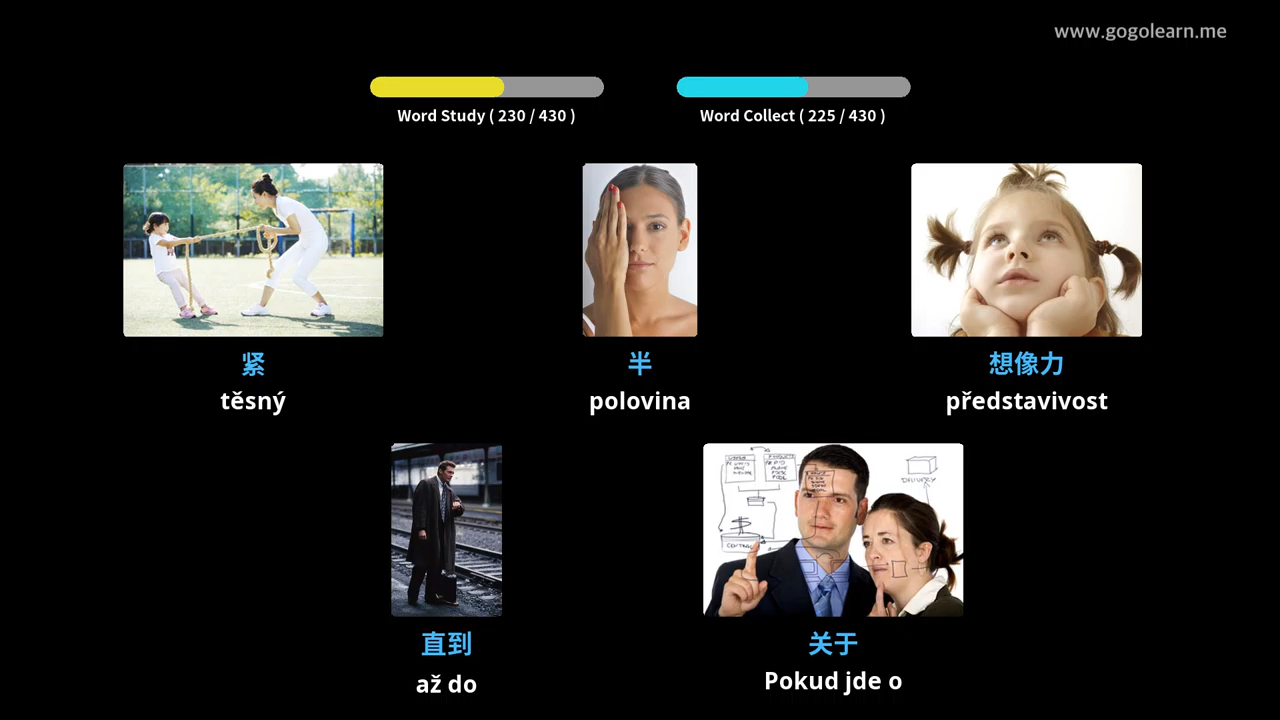 www.gogolearn.me
Word Study ( 230 / 430 )
Word Collect ( 225 / 430 )
紧
těsný
半
polovina
想像力
představivost
直到
až do
DELIVERY
关于
Pokud jde o